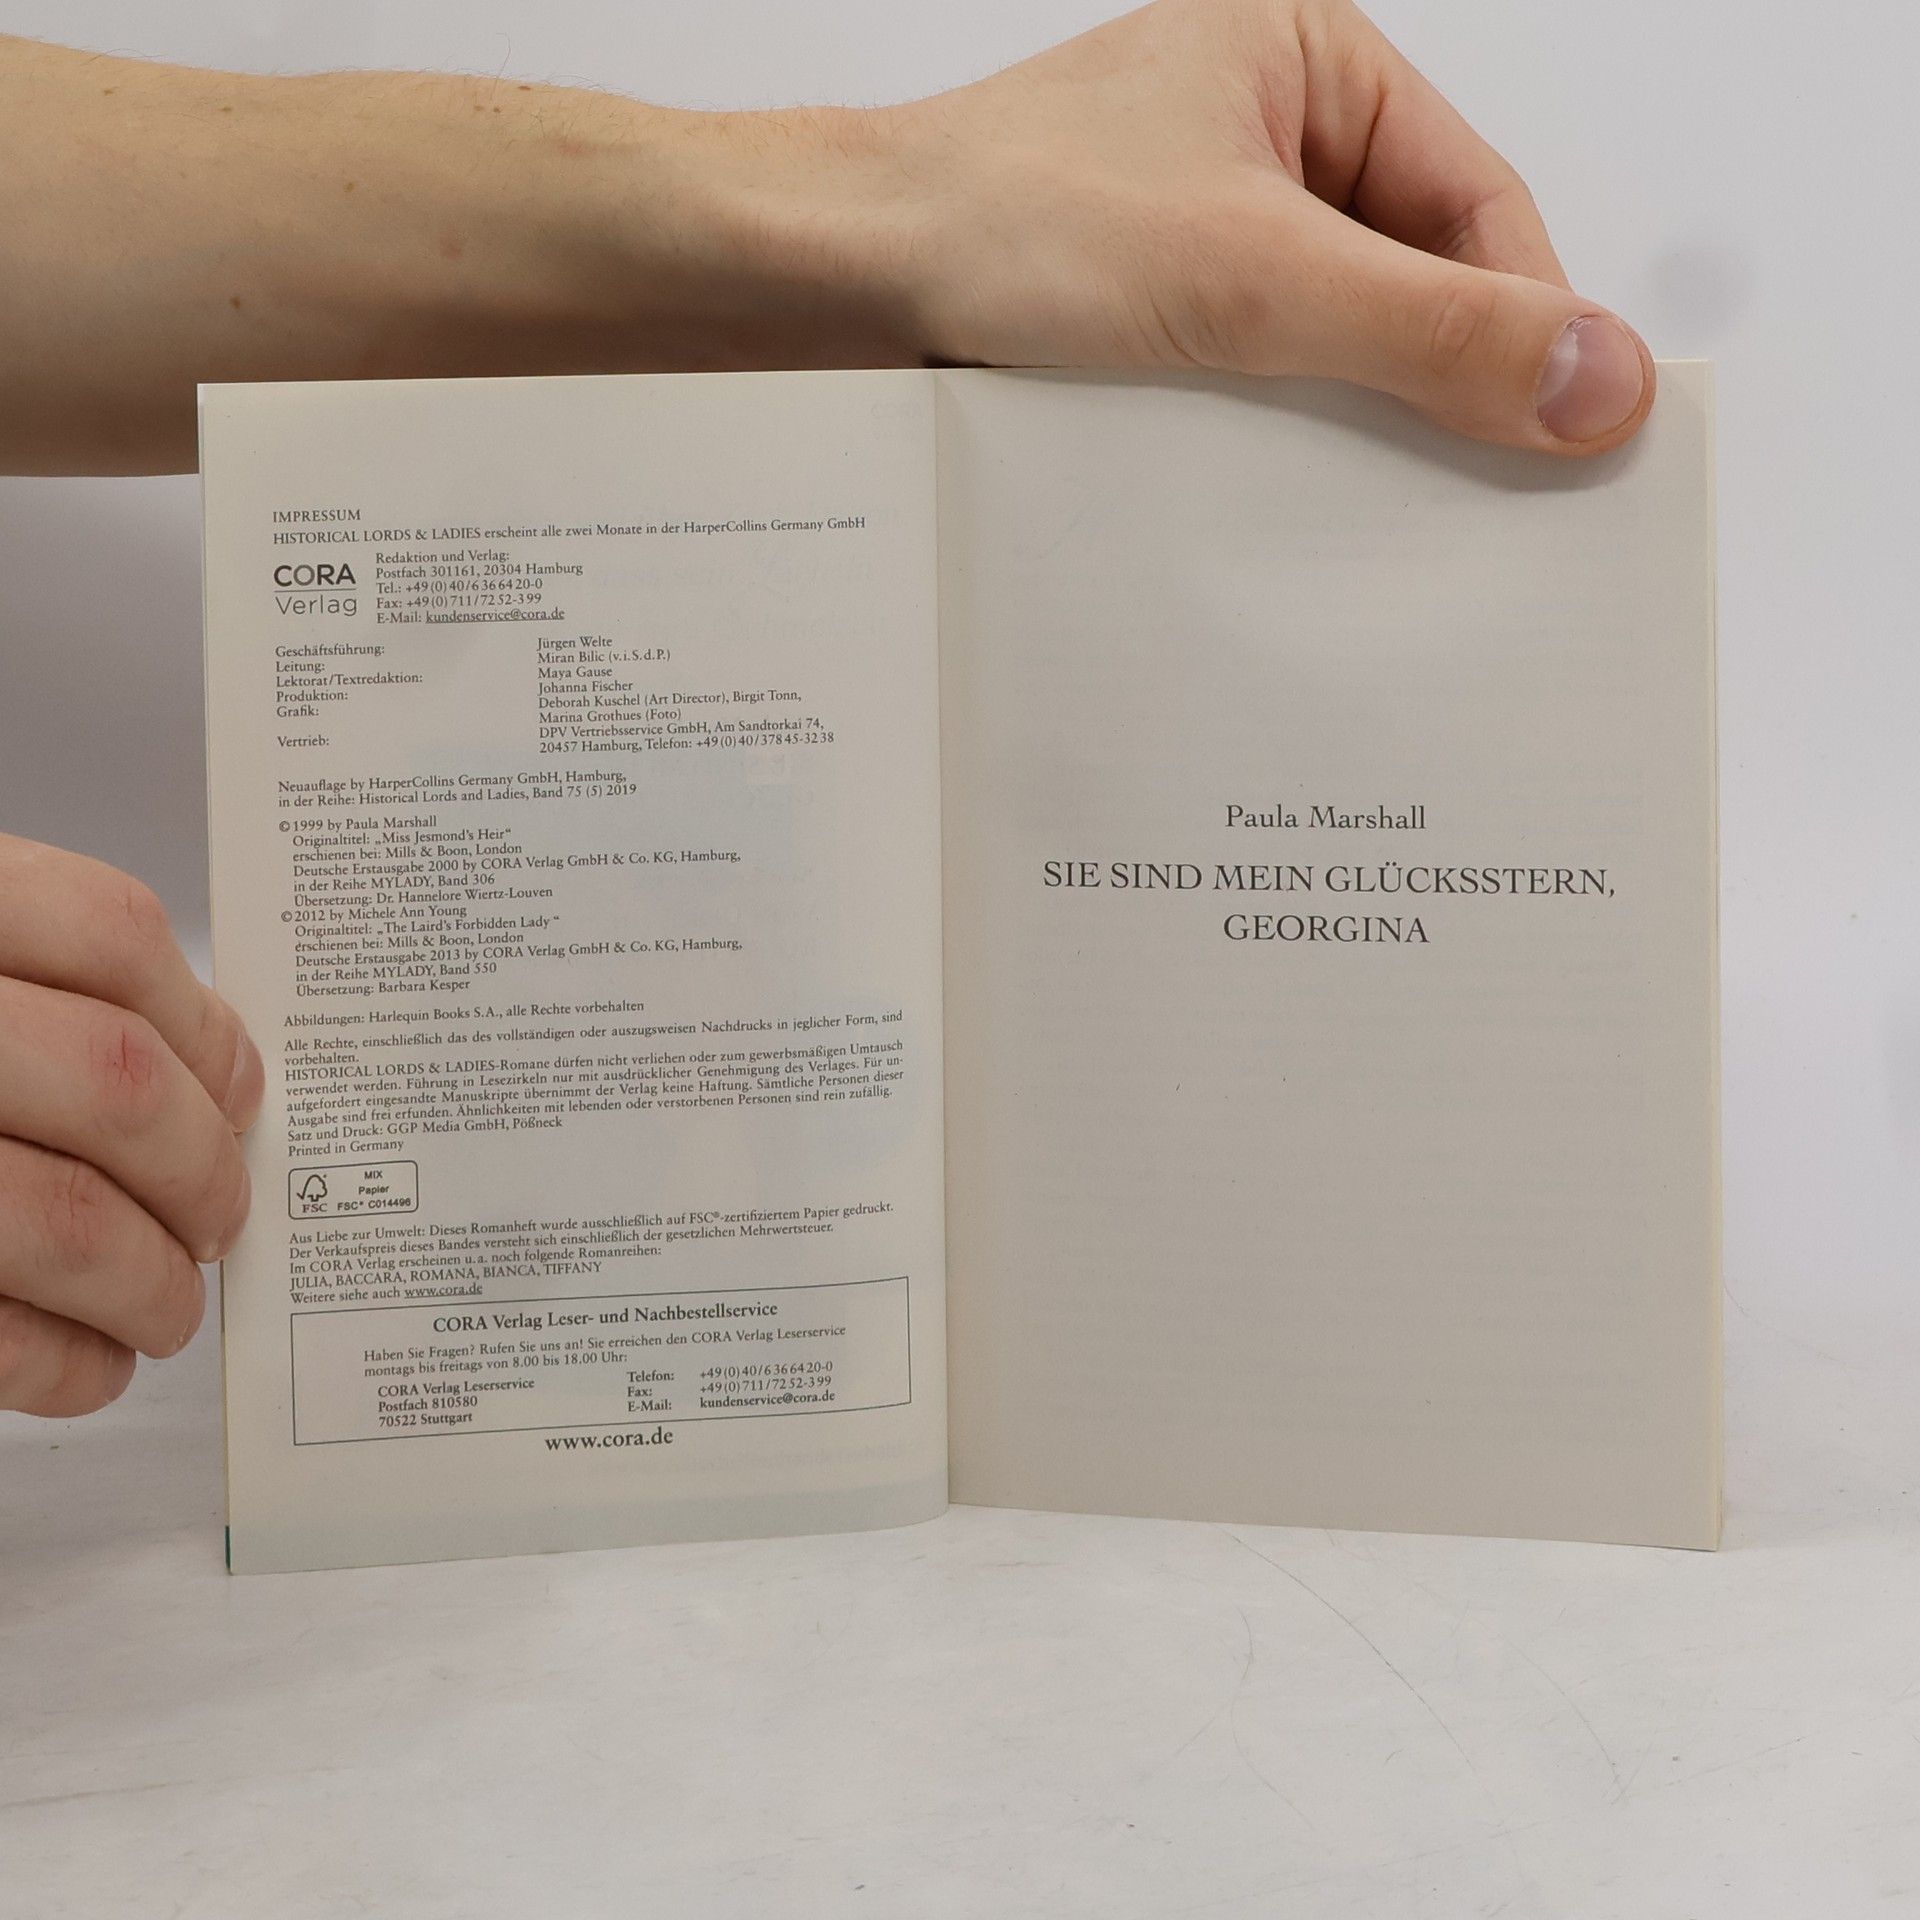 IMPRESSUM
HISTORICAL LORDS & LADIES erscheint alle zwei Monate in der HarperCollins Germany GmbH
CORA
Verlag
Redaktion und Verlag:
Postfach 301161, 20304 Hamburg
Tel.: +49(0)40/6366420-0
Fax: +49(0)711/7252-399
E-Mail: kundenservice@cora.de
Geschäftsführung: Jürgen Welte
Leitung: Miran Bilic (v.i.S.d.P.)
Lektorat/Textredaktion: Maya Gause
Produktion: Johanna Fischer
Grafik: Deborah Kuschel (Art Director), Birgit Tonn,
Marina Grothues (Foto)
Vertrieb: DPV Vertriebsservice GmbH, Am Sandtorkai 74,
20457 Hamburg, Telefon: +49(0)40/37845-3238
Neuauflage by HarperCollins Germany GmbH, Hamburg,
in der Reihe: Historical Lords and Ladies, Band 75 (5) 2019
©1999 by Paula Marshall
Originaltitel: „Miss Jesmond's Heir“
erschienen bei: Mills & Boon, London
Deutsche Erstausgabe 2000 by CORA Verlag GmbH & Co. KG, Hamburg,
in der Reihe MYLADY, Band 306
Übersetzung: Dr. Hannelore Wiertz-Louven
©2012 by Michele Ann Young
Originaltitel: „The Laird's Forbidden Lady “
erschienen bei: Mills & Boon, London
Deutsche Erstausgabe 2013 by CORA Verlag GmbH & Co. KG, Hamburg,
in der Reihe MYLADY, Band 550
Übersetzung: Barbara Kesper
Abbildungen: Harlequin Books S.A., alle Rechte vorbehalten
Alle Rechte, einschließlich das des vollständigen oder auszugsweisen Nachdrucks in jeglicher Form, sind
vorbehalten.
HISTORICAL LORDS & LADIES-Romane dürfen nicht verliehen oder zum gewerbsmäßigen Umtausch
verwendet werden. Führung in Lesezirkeln nur mit ausdrücklicher Genehmigung des Verlages. Für un-
aufgefordert eingesandte Manuskripte übernimmt der Verlag keine Haftung. Sämtliche Personen dieser
Ausgabe sind frei erfunden. Ähnlichkeiten mit lebenden oder verstorbenen Personen sind rein zufällig.
Satz und Druck: GGP Media GmbH, Pößneck
Printed in Germany
MIX
Papier
FSC FSC® C014496
Aus Liebe zur Umwelt: Dieses Romanheft wurde ausschließlich auf FSC®-zertifiziertem Papier gedruckt.
Der Verkaufspreis dieses Bandes versteht sich einschließlich der gesetzlichen Mehrwertsteuer.
Im CORA Verlag erscheinen u.a. noch folgende Romanreihen:
JULIA, BACCARA, ROMANA, BIANCA, TIFFANY
Weitere siehe auch www.cora.de
CORA Verlag Leser- und Nachbestellservice
Haben Sie Fragen? Rufen Sie uns an! Sie erreichen den CORA Verlag Leserservice
montags bis freitags von 8.00 bis 18.00 Uhr:
CORA Verlag Leserservice
Postfach 810580
70522 Stuttgart
Telefon: +49(0)40/6366420-0
Fax: +49(0)711/7252-399
E-Mail: kundenservice@cora.de
www.cora.de
Paula Marshall
SIE SIND MEIN GLÜCKSSTERN,
GEORGINA